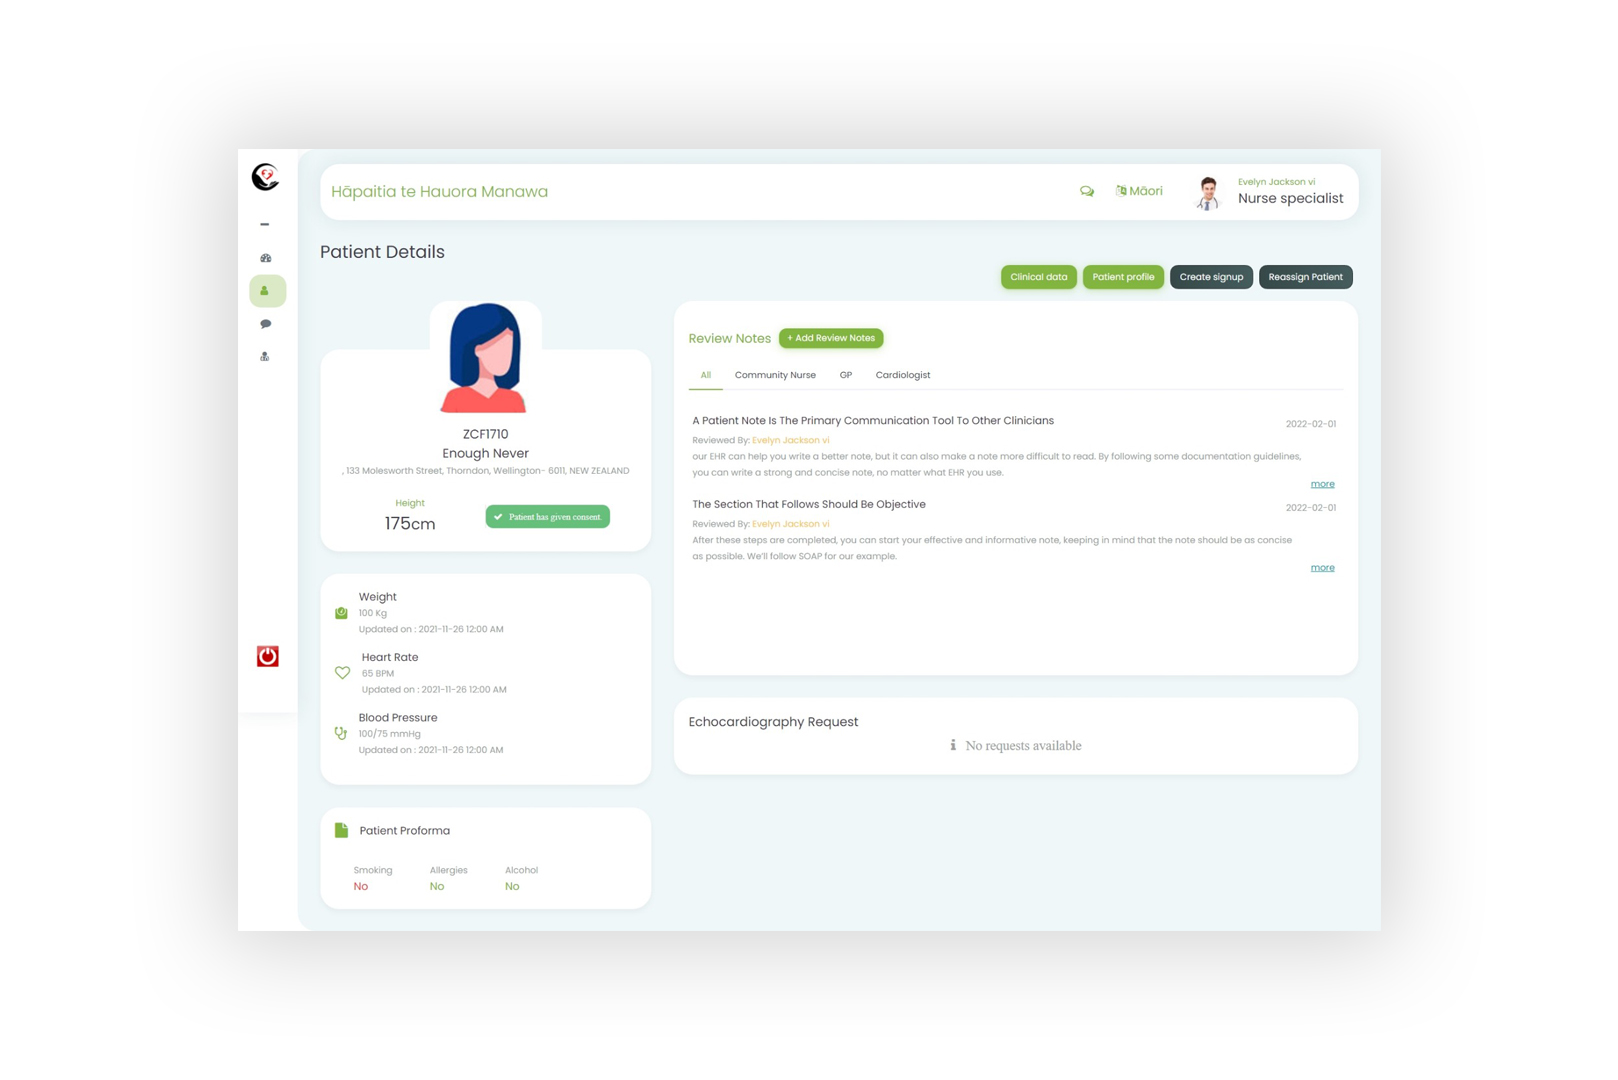 Hāpaitia te Hauora Manawa
Māori
Evelyn Jackson vi
Nurse specialist
Patient Details
Clinical data
Patient profile
Create signup
Reassign Patient
ZCF1710
Enough Never
, 133 Molesworth Street, Thorndon, Wellington- 6011, NEW ZEALAND
Height
175cm
Patient has given consent.
Weight
100 Kg
Updated on : 2021-11-26 12:00 AM
Heart Rate
65 BPM
Updated on : 2021-11-26 12:00 AM
Blood Pressure
100/75 mmHg
Updated on : 2021-11-26 12:00 AM
Patient Proforma
Smoking Allergies Alcohol
No No No
Review Notes + Add Review Notes
All Community Nurse GP Cardiologist
A Patient Note Is The Primary Communication Tool To Other Clinicians 2022-02-01
Reviewed By: Evelyn Jackson vi
our EHR can help you write a better note, but it can also make a note more difficult to read. By following some documentation guidelines,
you can write a strong and concise note, no matter what EHR you use.
more
The Section That Follows Should Be Objective 2022-02-01
Reviewed By: Evelyn Jackson vi
After these steps are completed, you can start your effective and informative note, keeping in mind that the note should be as concise
as possible. We'll follow SOAP for our example.
more
Echocardiography Request
No requests available